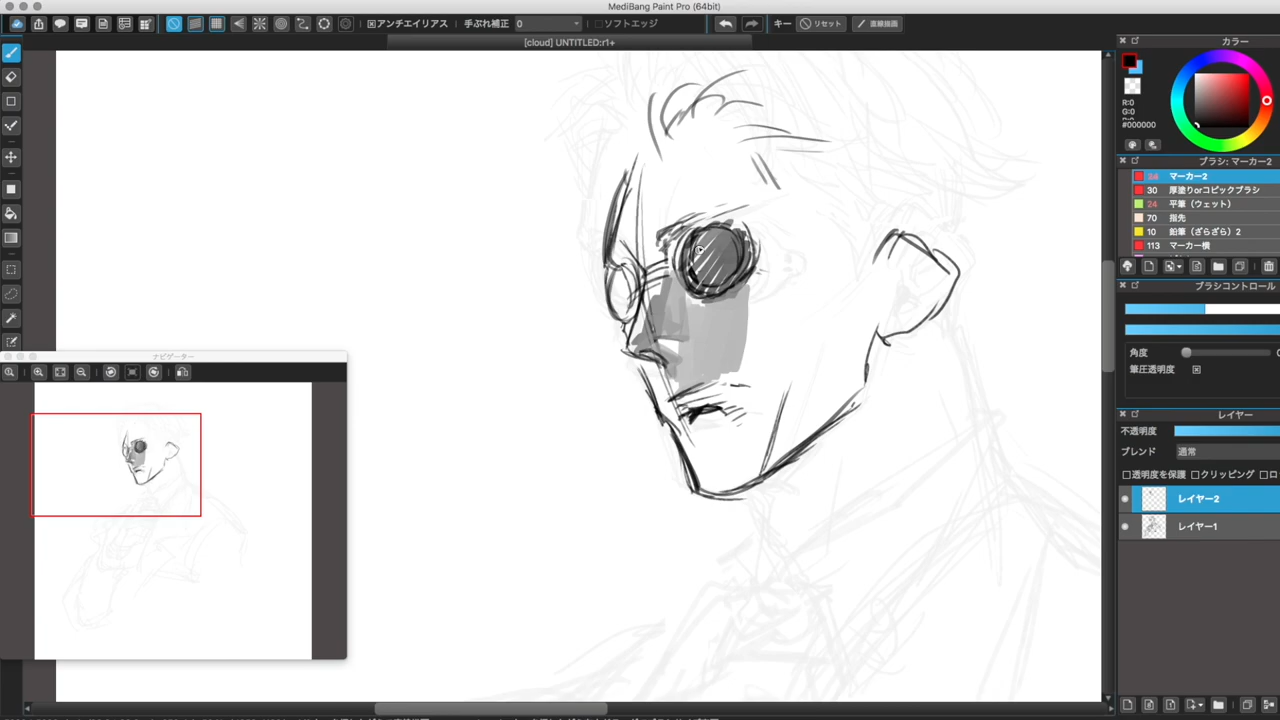 MediBang Paint Pro (64bit)
アンチエイリアス
手ぶれ補正
0
ソフトエッジ
キー
リセット
直線描画
[cloud] UNTITLED:r1+
カラー
R:0
G:0
#000000
ブラシ: マーカー2
マーカー2
30 厚塗りorコピックブラシ
24 平筆（ウェット）
70 指先
10 鉛筆（ざらざら）2
113 マーカー横
ブラシコントロール
角度
筆圧透明度
ナビゲーター
レイヤー
不透明度
ブレンド
通常
透明度を保護
クリッピング
レイヤー2
レイヤー1